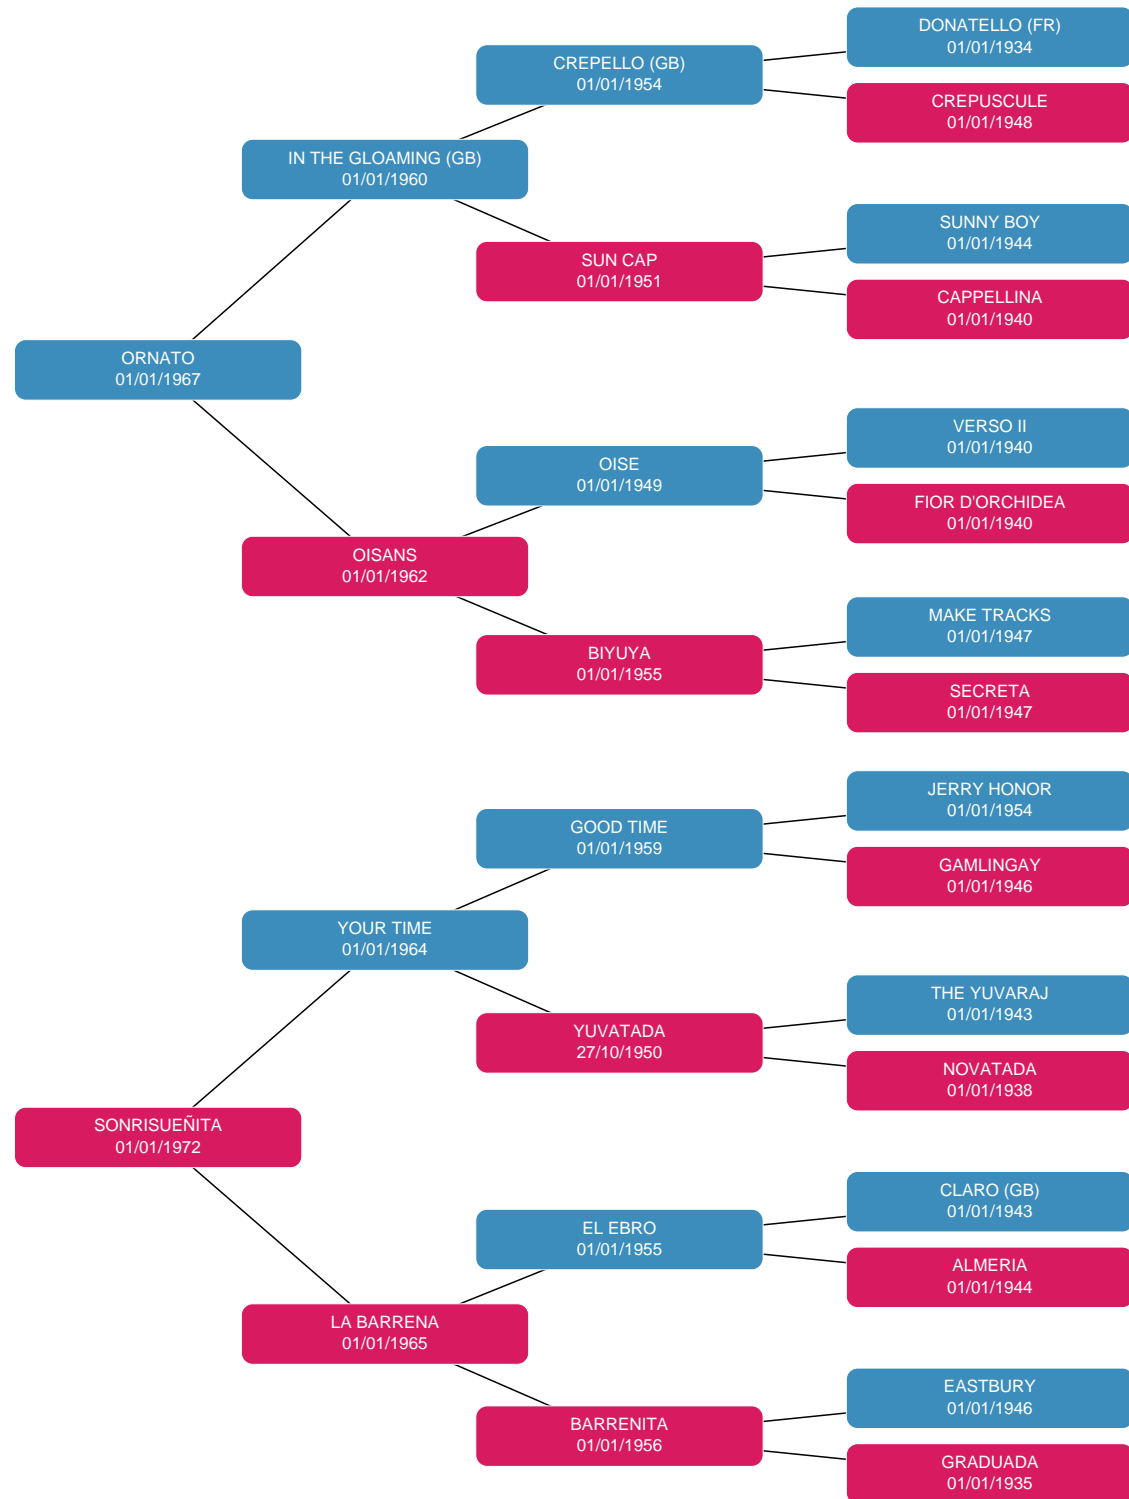 DONATELLO (FR)
01/01/1934
CREPELLO (GB)
01/01/1954
CREPUSCULE
01/01/1948
IN THE GLOAMING (GB)
01/01/1960
SUNNY BOY
01/01/1944
SUN CAP
01/01/1951
CAPPELLINA
01/01/1940
ORNATO
01/01/1967
VERSO II
01/01/1940
OISE
01/01/1949
FIOR D'ORCHIDEA
01/01/1940
OISANS
01/01/1962
MAKE TRACKS
01/01/1947
BIYUYA
01/01/1955
SECRETA
01/01/1947
JERRY HONOR
01/01/1954
GOOD TIME
01/01/1959
GAMLINGAY
01/01/1946
YOUR TIME
01/01/1964
THE YUVARAJ
01/01/1943
YUVATADA
27/10/1950
NOVATADA
01/01/1938
SONRISUEÑITA
01/01/1972
CLARO (GB)
01/01/1943
EL EBRO
01/01/1955
ALMERIA
01/01/1944
LA BARRENA
01/01/1965
EASTBURY
01/01/1946
BARRENITA
01/01/1956
GRADUADA
01/01/1935